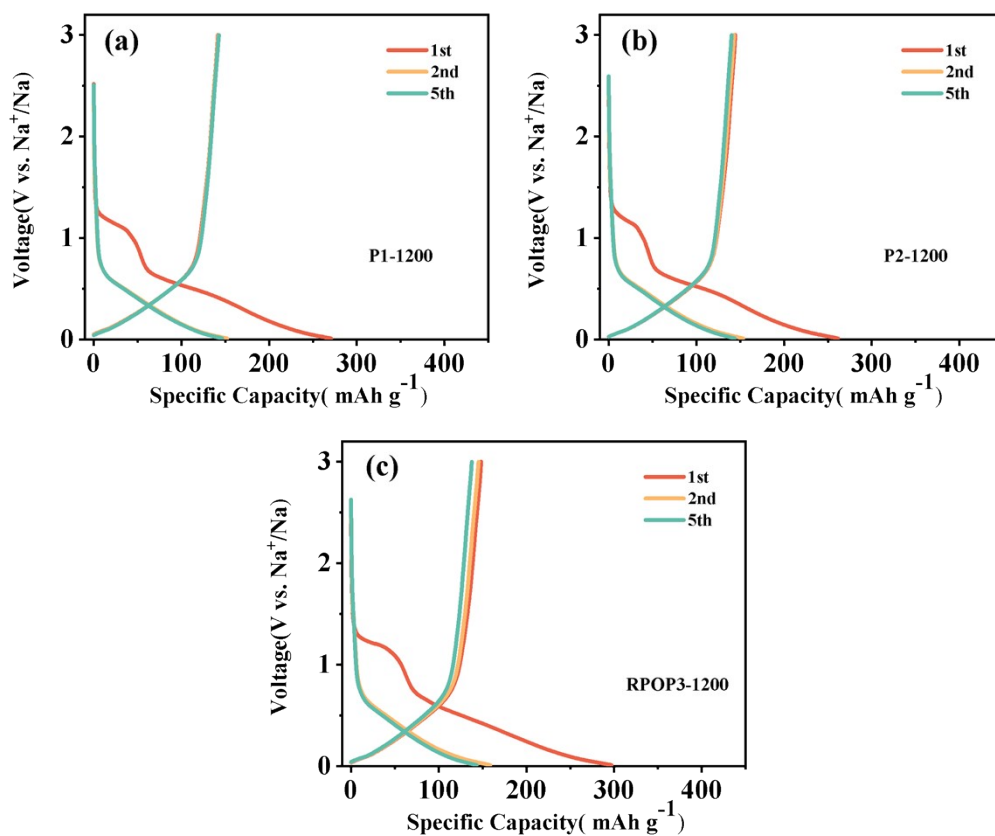 (a)
1st
2nd
5th
P1-1200
Voltage(V vs. Na⁺/Na)
3
2
1
0
0 100 200 300 400
Specific Capacity( mAh g⁻¹)
(b)
1st
2nd
5th
P2-1200
Voltage(V vs. Na⁺/Na)
3
2
1
0
0 100 200 300 400
Specific Capacity( mAh g⁻¹)
(c)
1st
2nd
5th
RPOP3-1200
Voltage(V vs. Na⁺/Na)
3
2
1
0
0 100 200 300 400
Specific Capacity( mAh g⁻¹)